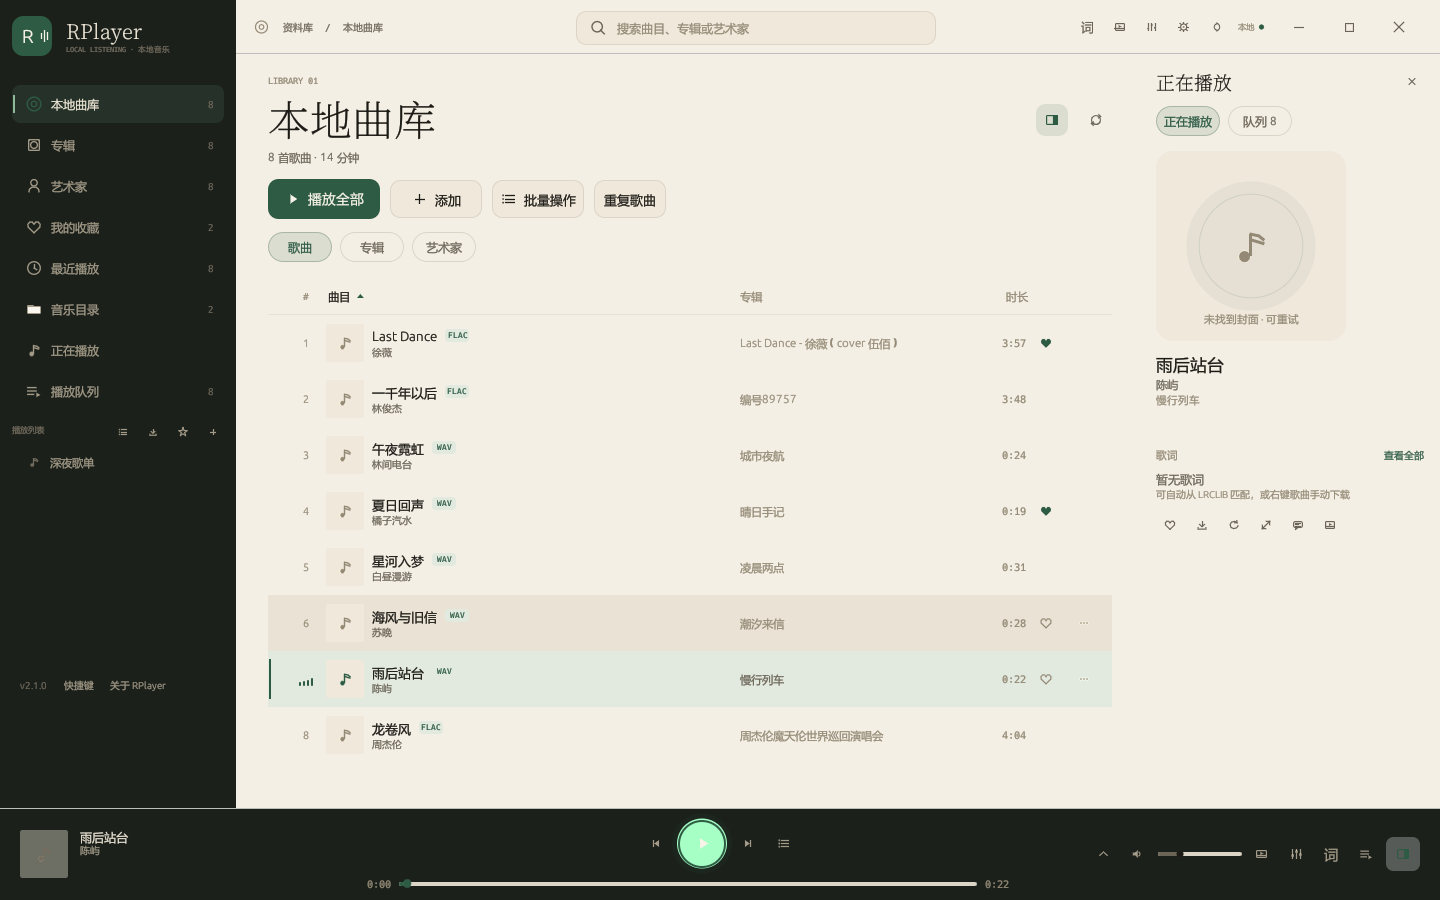 RPlayer
LOCAL LISTENING · 本地音乐
本地曲库 8
专辑 8
艺术家 8
我的收藏 2
最近播放 8
音乐目录 2
正在播放
播放队列 8
播放列表
深夜歌单
v2.1.0 快捷键 关于 RPlayer
资料库 / 本地曲库
搜索曲目、专辑或艺术家
词 本地
LIBRARY 01
本地曲库
8 首歌曲 · 14 分钟
播放全部 添加 批量操作 重复歌曲
歌曲 专辑 艺术家
# 曲目 专辑 时长
1 Last Dance FLAC Last Dance - 徐薇 ( cover 伍佰 ) 3:57
徐薇
2 一千年以后 FLAC 编号89757 3:48
林俊杰
3 午夜霓虹 WAV 城市夜航 0:24
林间电台
4 夏日回声 WAV 晴日手记 0:19
橘子汽水
5 星河入梦 WAV 凌晨两点 0:31
白昼漫游
6 海风与旧信 WAV 潮汐来信 0:28
苏晚
雨后站台 WAV 慢行列车 0:22
陈屿
8 龙卷风 FLAC 周杰伦魔天伦世界巡回演唱会 4:04
周杰伦
正在播放
正在播放 队列 8
未找到封面 · 可重试
雨后站台
陈屿
慢行列车
歌词 查看全部
暂无歌词
可自动从 LRCLIB 匹配，或右键歌曲手动下载
雨后站台
陈屿
0:00 0:22
词